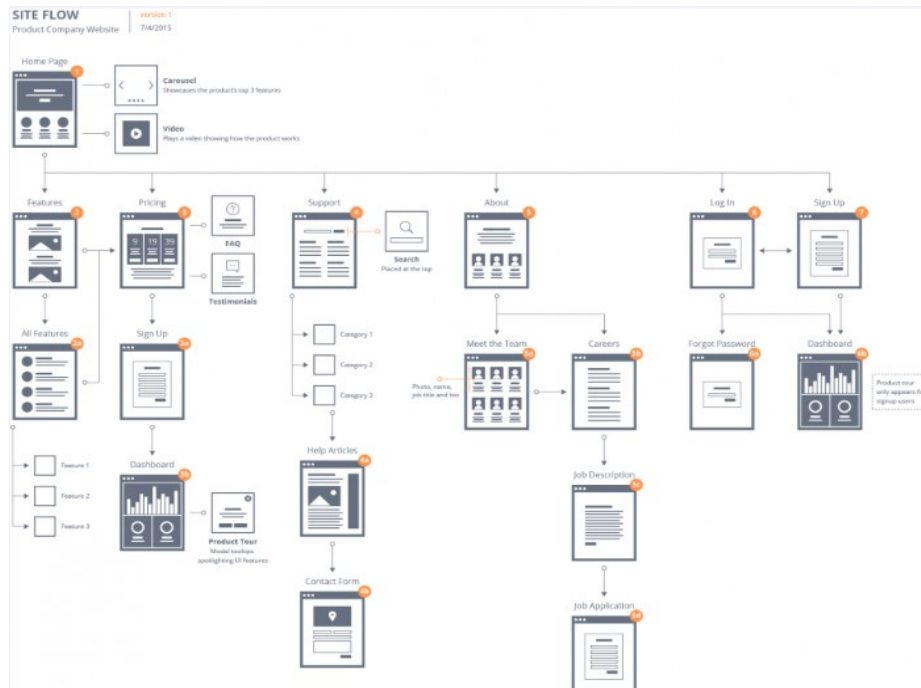 SITE FLOW
Product Company Website
version 1
7/4/2015
Home Page
1
Carousel
Showcases the product's top 3 features
Video
Plays a video showing how the product works
Features
2
Pricing
3
9 19 39
FAQ
Testimonials
Support
4
Search
Placed at the top
About
5
Log In
6
Sign Up
7
All Features
2a
Feature 1
Feature 2
Feature 3
Sign Up
3a
Dashboard
3b
Product Tour
Modal tooltips
spotlighting UI features
Category 1
Category 2
Category 3
Help Articles
4a
Contact Form
4b
Meet the Team
5a
Photo, name,
job title and bio
Careers
5b
Job Description
5c
Job Application
5d
Forgot Password
6a
Dashboard
6b
Product tour
only appears
signup users